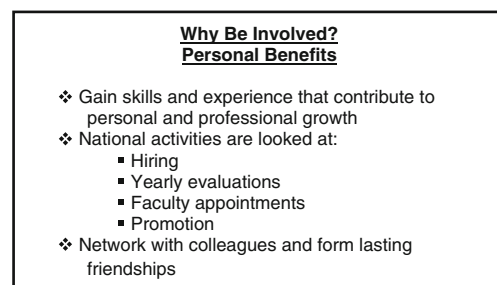 Why Be Involved?
Personal Benefits
❖ Gain skills and experience that contribute to
personal and professional growth
❖ National activities are looked at:
▪ Hiring
▪ Yearly evaluations
▪ Faculty appointments
▪ Promotion
❖ Network with colleagues and form lasting
friendships